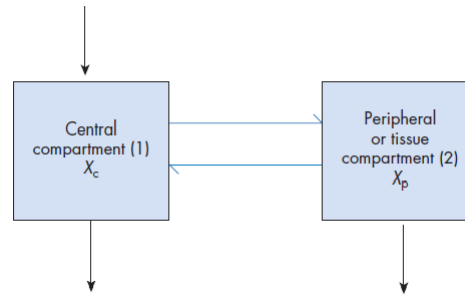 Central
compartment (1)
Xc
Peripheral
or tissue
compartment (2)
Xp